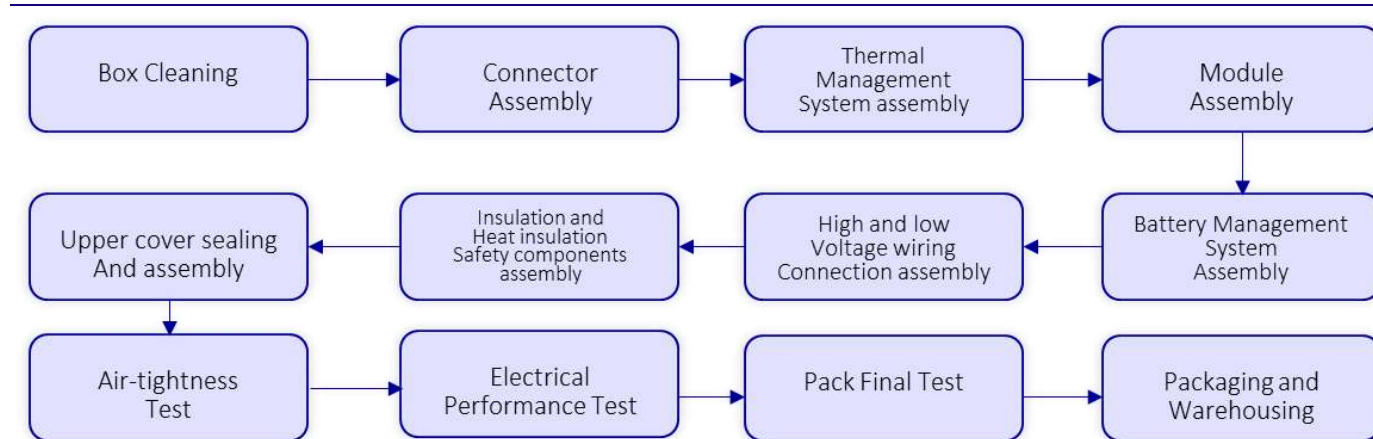 Box Cleaning
Connector
Assembly
Thermal
Management
System assembly
Module
Assembly
Upper cover sealing
And assembly
Insulation and
Heat insulation
Safety components
assembly
High and low
Voltage wiring
Connection assembly
Battery Management
System
Assembly
Air-tightness
Test
Electrical
Performance Test
Pack Final Test
Packaging and
Warehousing